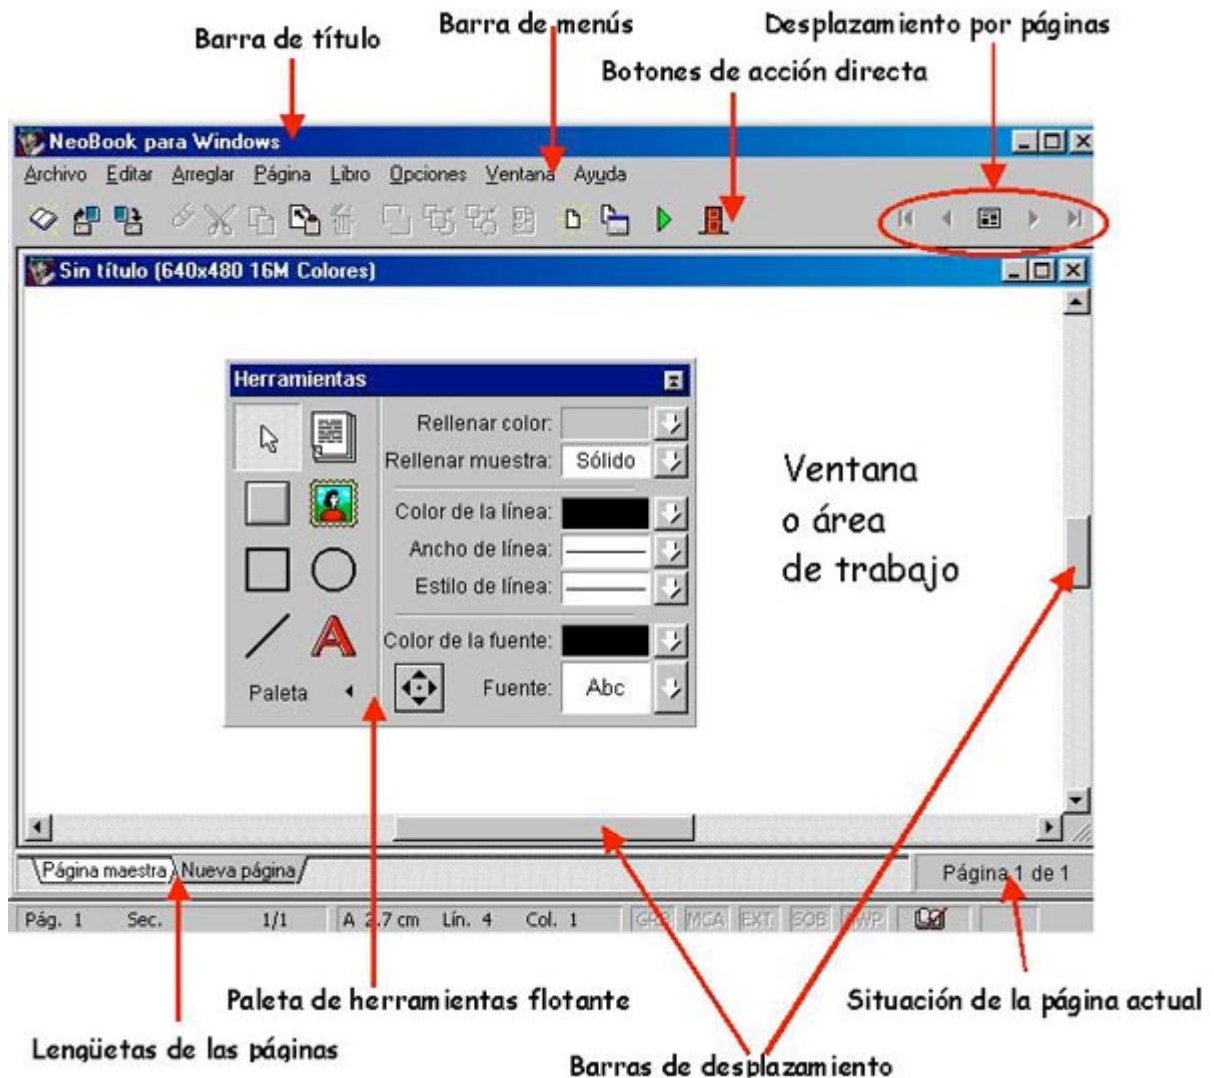 Barra de título
Barra de menús
Desplazamiento por páginas
Botones de acción directa
NeoBook para Windows
Archivo Editar Arreglar Página Libro Opciones Ventana Ayuda
Sin título (640x480 16M Colores)
Herramientas
Rellenar color:
Rellenar muestra: Sólido
Color de la línea:
Ancho de línea:
Estilo de línea:
Color de la fuente:
Paleta
Fuente: Abc
Ventana
o área
de trabajo
Página maestra Nueva página
Página 1 de 1
Pág. 1 Sec. 1/1 A 2.7 cm Lín. 4 Col. 1 MCA EXT SOB
Paleta de herramientas flotante
Situación de la página actual
Lengüetas de las páginas
Barras de desplazamiento